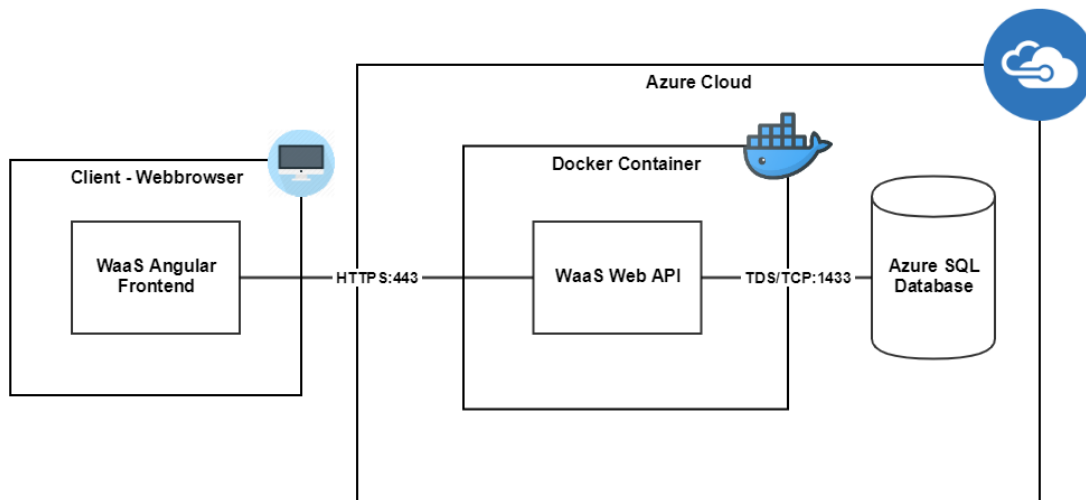 Azure Cloud
Client - Webbrowser
Docker Container
WaaS Angular
Frontend
HTTPS:443
WaaS Web API
TDS/TCP:1433
Azure SQL
Database